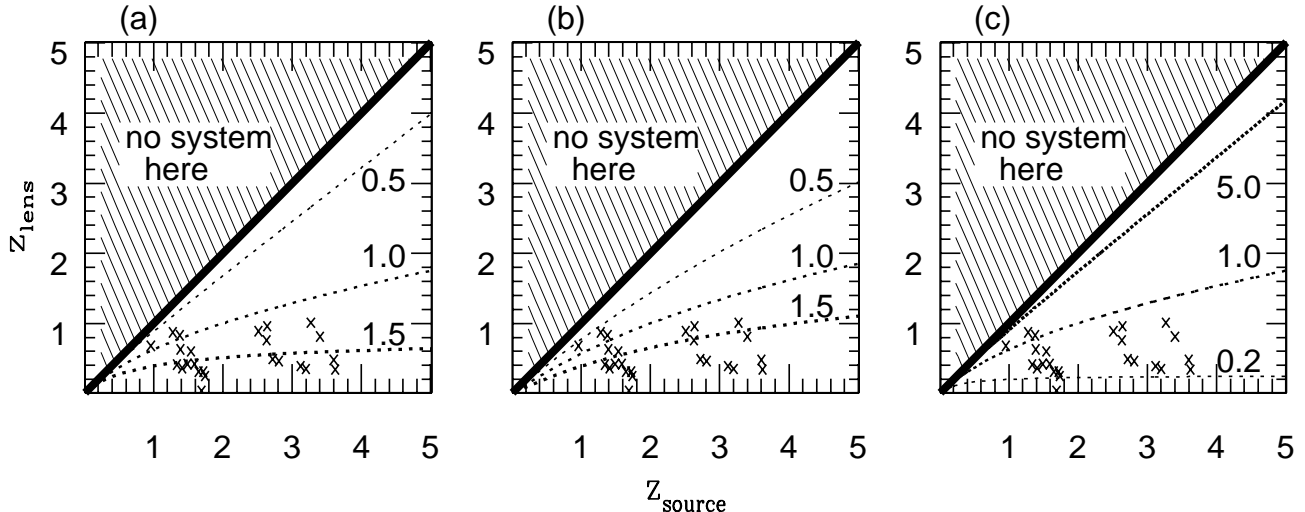 (a) (b) (c)
5 5 5
no system here no system here no system here
4 4 4
0.5 0.5 5.0
3 3 3
1.0 1.0
2 2 2
1.5 1.5
1 1 1
0.2
1 2 3 4 5 1 2 3 4 5 1 2 3 4 5
Z_lens
Z_source